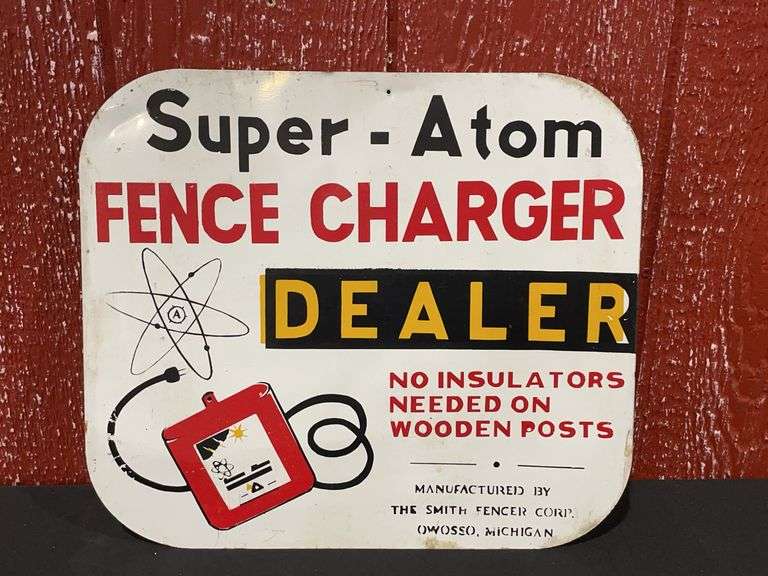 Super-Atom
FENCE CHARGER
A
DEALER
NO INSULATORS
NEEDED ON
WOODEN POSTS
MANUFACTURED BY
THE SMITH FENCER CORP.
OWOSSO, MICHIGAN